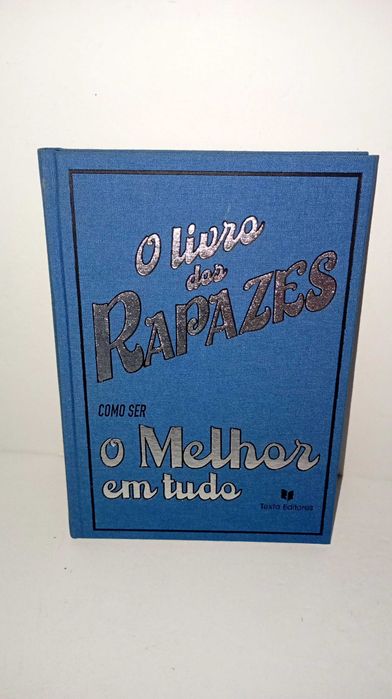 O livro
dos
RAPAZES
COMO SER
o Melhor
em tudo
Texto Editores